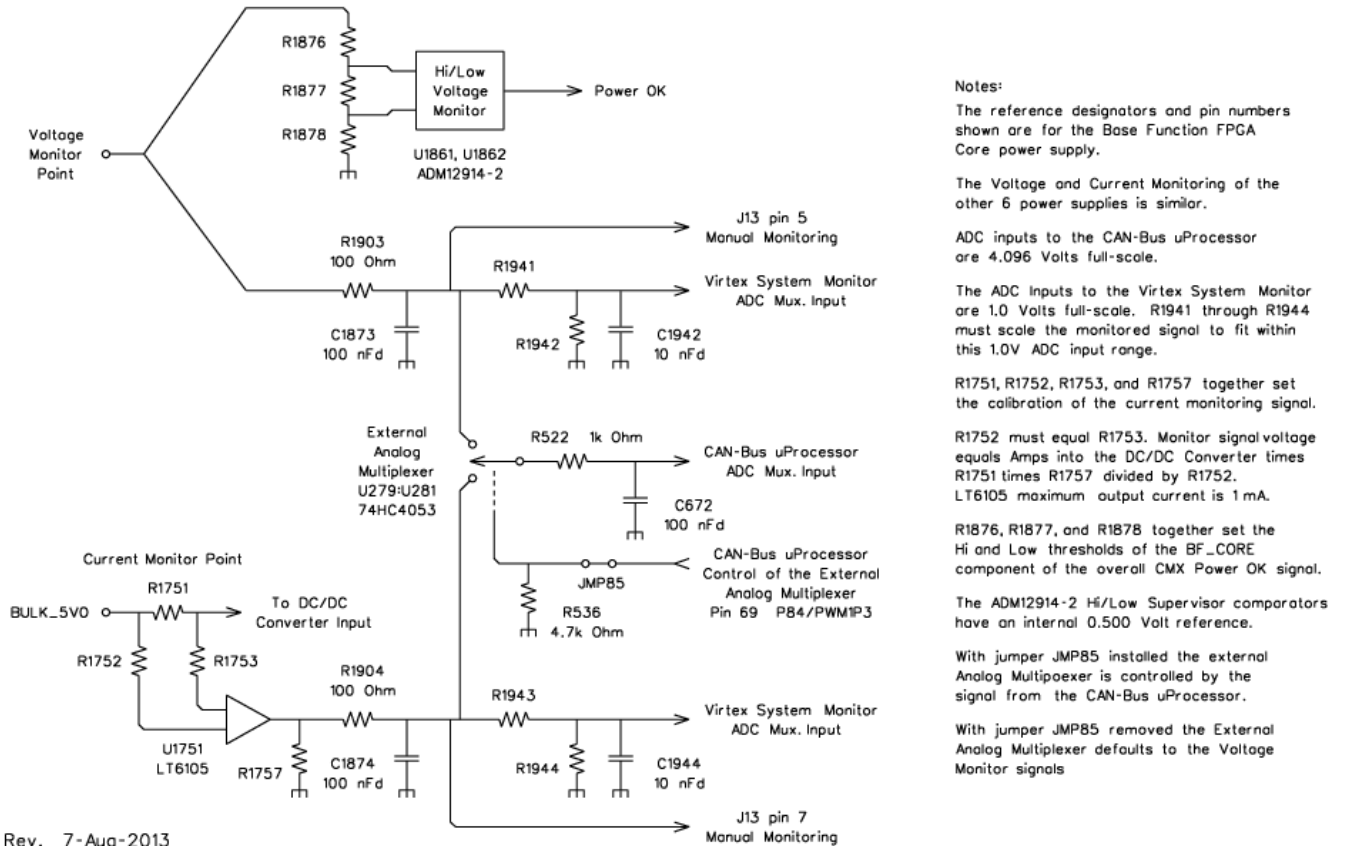 R1876
R1877
R1878
Hi/Low
Voltage
Monitor
Power OK
U1861, U1862
ADM12914-2
Voltage
Monitor
Point
R1903
100 Ohm
C1873
100 nFd
J13 pin 5
Manual Monitoring
R1941
Virtex System Monitor
ADC Mux. Input
R1942
C1942
10 nFd
External
Analog
Multiplexer
U279:U281
74HC4053
R522 1k Ohm
CAN-Bus uProcessor
ADC Mux. Input
C672
100 nFd
CAN-Bus uProcessor
Control of the External
Analog Multiplexer
Pin 69 P84/PWM1P3
JMP85
R536
4.7k Ohm
Current Monitor Point
R1751
BULK_5V0
To DC/DC
Converter Input
R1752
R1753
U1751
LT6105
R1757
R1904
100 Ohm
C1874
100 nFd
R1943
Virtex System Monitor
ADC Mux. Input
R1944
C1944
10 nFd
J13 pin 7
Manual Monitoring
Rev. 7-Aug-2013
Notes:
The reference designators and pin numbers
shown are for the Base Function FPGA
Core power supply.
The Voltage and Current Monitoring of the
other 6 power supplies is similar.
ADC inputs to the CAN-Bus uProcessor
are 4.096 Volts full-scale.
The ADC Inputs to the Virtex System Monitor
are 1.0 Volts full-scale. R1941 through R1944
must scale the monitored signal to fit within
this 1.0V ADC input range.
R1751, R1752, R1753, and R1757 together set
the calibration of the current monitoring signal.
R1752 must equal R1753. Monitor signal voltage
equals Amps into the DC/DC Converter times
R1751 times R1757 divided by R1752.
LT6105 maximum output current is 1 mA.
R1876, R1877, and R1878 together set the
Hi and Low thresholds of the BF_CORE
component of the overall CMX Power OK signal.
The ADM12914-2 Hi/Low Supervisor comparators
have an internal 0.500 Volt reference.
With jumper JMP85 installed the external
Analog Multipoexer is controlled by the
signal from the CAN-Bus uProcessor.
With jumper JMP85 removed the External
Analog Multiplexer defaults to the Voltage
Monitor signals